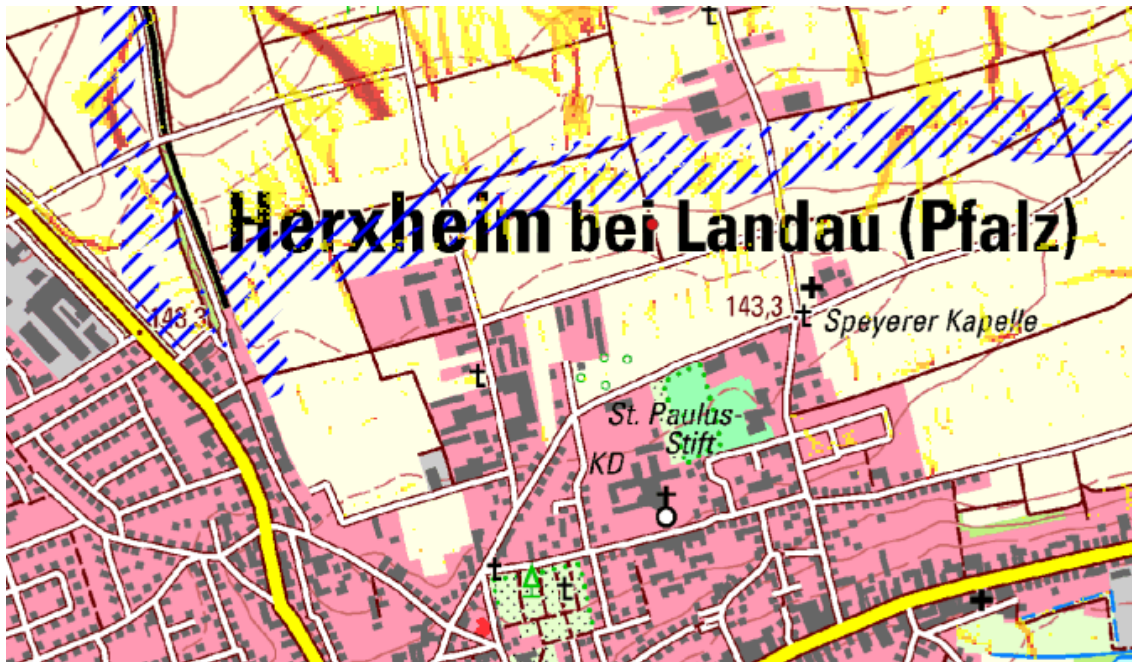 Herxheim bei Landau (Pfalz)
143,3
143,3
Speyerer Kapelle
St. Paulus-
Stift
KD